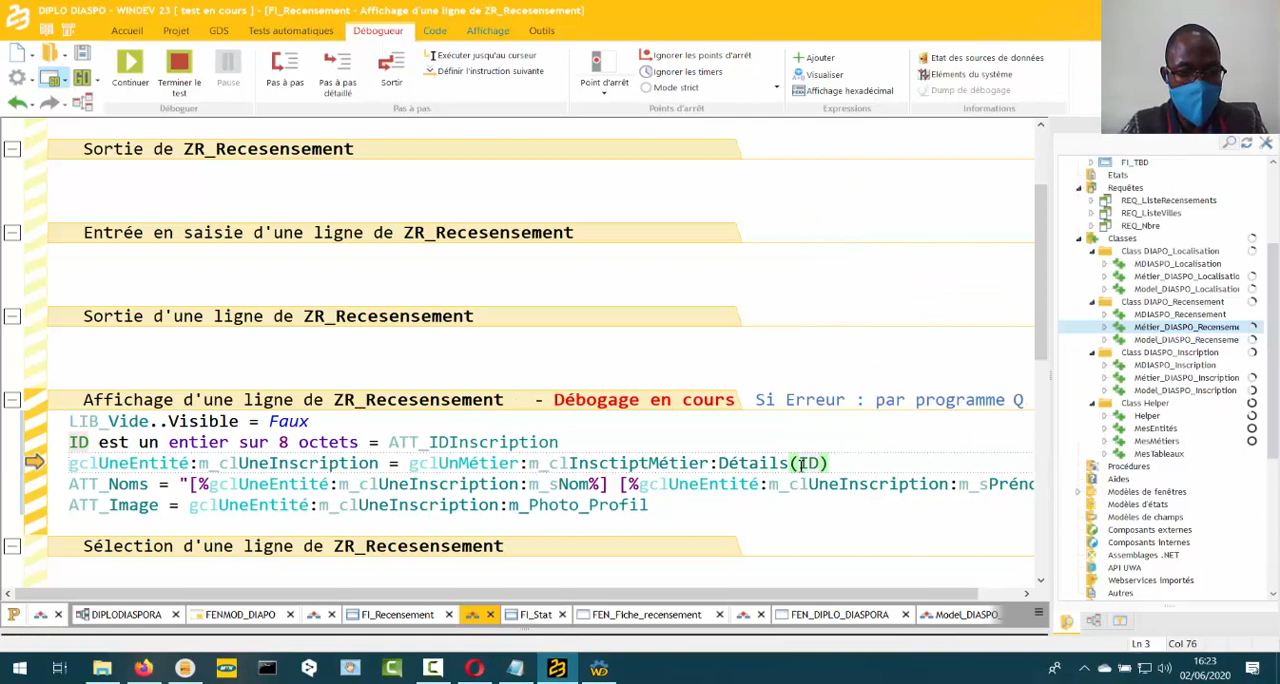 DIPLO DIASPO - WINDEV 23 [ test en cours ] - [FI_Recensement - Affichage d'une ligne de ZR_Recesensement]
Accueil Projet GDS Tests automatiques Débogueur Code Affichage Outils
Continuer
Terminer le test
Pause
Déboguer
Pas à pas
Pas à pas détaillé
Sortir
Exécuter jusqu'au curseur
Définir l'instruction suivante
Pas à pas
Point d'arrêt
Ignorer les points d'arrêt
Ignorer les timers
Mode strict
Points d'arrêt
Ajouter
Visualiser
Affichage hexadécimal
Expressions
Etat des sources de données
Eléments du système
Dump de débogage
Informations
Sortie de ZR_Recesensement
Entrée en saisie d'une ligne de ZR_Recesensement
Sortie d'une ligne de ZR_Recesensement
Affichage d'une ligne de ZR_Recesensement - Débogage en cours Si Erreur : par programme Q
LIB_Vide..Visible = Faux
ID est un entier sur 8 octets = ATT_IDInscription
gclUneEntité:m_clUneInscription = gclUnMétier:m_clInsctiptMétier:Détails(ID)
ATT_Noms = "[%gclUneEntité:m_clUneInscription:m_sNom%] [%gclUneEntité:m_clUneInscription:m_sPréno
ATT_Image = gclUneEntité:m_clUneInscription:m_Photo_Profil
Sélection d'une ligne de ZR_Recesensement
FI_TBD
Etats
Requêtes
REQ_ListeRecensements
REQ_ListeVilles
REQ_Nbre
Classes
Class DIAPO_Localisation
MDIASPO_Localisation
Métier_DIASPO_Localisatio
Model_DIASPO_Localisation
Class DIAPO_Recensement
MDIASPO_Recensement
Métier_DIASPO_Recenseme
Model_DIASPO_Recenseme
Class DIASPO_Inscription
MDIASPO_Inscription
Métier_DIASPO_Inscription
Model_DIASPO_Inscription
Class Helper
Helper
MesEntités
MesMétiers
MesTableaux
Procédures
Aides
Modèles de fenêtres
Modèles d'états
Modèles de champs
Composants externes
Composants internes
Assemblages .NET
API UWA
Webservices importés
Autres
DIPLODIASPORA FENMOD_DIAPO FI_Recensement FI_Stat FEN_Fiche_recensement FEN_DIPLO_DIASPORA Model_DIASPO
Ln 3 Col 76
16:23
02/06/2020